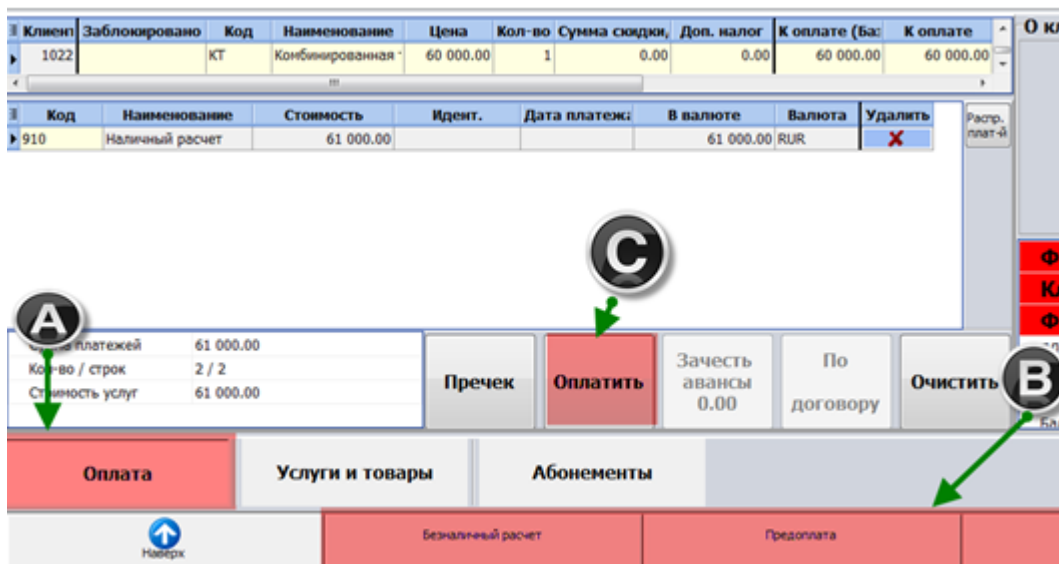 Клиент Заблокировано Код Наименование Цена Кол-во Сумма скидки, Доп. налог К оплате (Ба: К оплате
1022 КТ Комбинированная 60 000.00 1 0.00 0.00 60 000.00 60 000.00
О кл
Код Наименование Стоимость Идент. Дата платежа В валюте Валюта Удалить
910 Наличный расчет 61 000.00 61 000.00 RUR
Распр.
плат-й
C
A
B
платежей 61 000.00
Кол-во / строк 2 / 2
Стоимость услуг 61 000.00
Пречек
Оплатить
Зачесть
авансы
0.00
По
договору
Очистить
Оплата
Услуги и товары
Абонементы
Наверх
Безналичный расчет
Предоплата